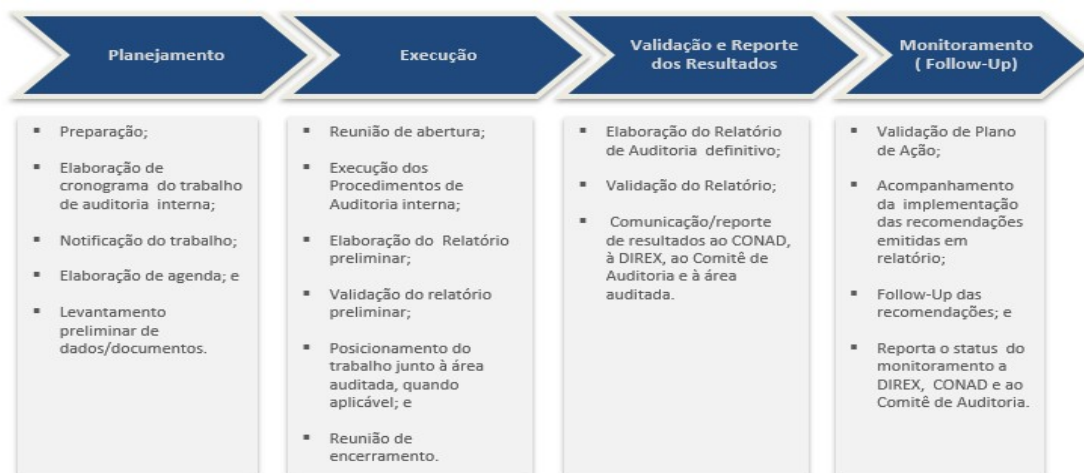 Planejamento
Execução
Validação e Reporte
dos Resultados
Monitoramento
( Follow-Up)
▪ Preparação;
▪ Elaboração de
cronograma do trabalho
de auditoria interna;
▪ Notificação do trabalho;
▪ Elaboração de agenda; e
▪ Levantamento
preliminar de
dados/documentos.
▪ Reunião de abertura;
▪ Execução dos
Procedimentos de
Auditoria interna;
▪ Elaboração do Relatório
preliminar;
▪ Validação do relatório
preliminar;
▪ Posicionamento do
trabalho junto à área
auditada, quando
aplicável; e
▪ Reunião de
encerramento.
▪ Elaboração do Relatório
de Auditoria definitivo;
▪ Validação do Relatório;
▪ Comunicação/reporte
de resultados ao CONAD,
à DIREX, ao Comitê de
Auditoria e à área
auditada.
▪ Validação de Plano
de Ação;
▪ Acompanhamento
da implementação
das recomendações
emitidas em
relatório;
▪ Follow-Up das
recomendações; e
▪ Reporta o status do
monitoramento a
DIREX, CONAD e ao
Comitê de Auditoria.